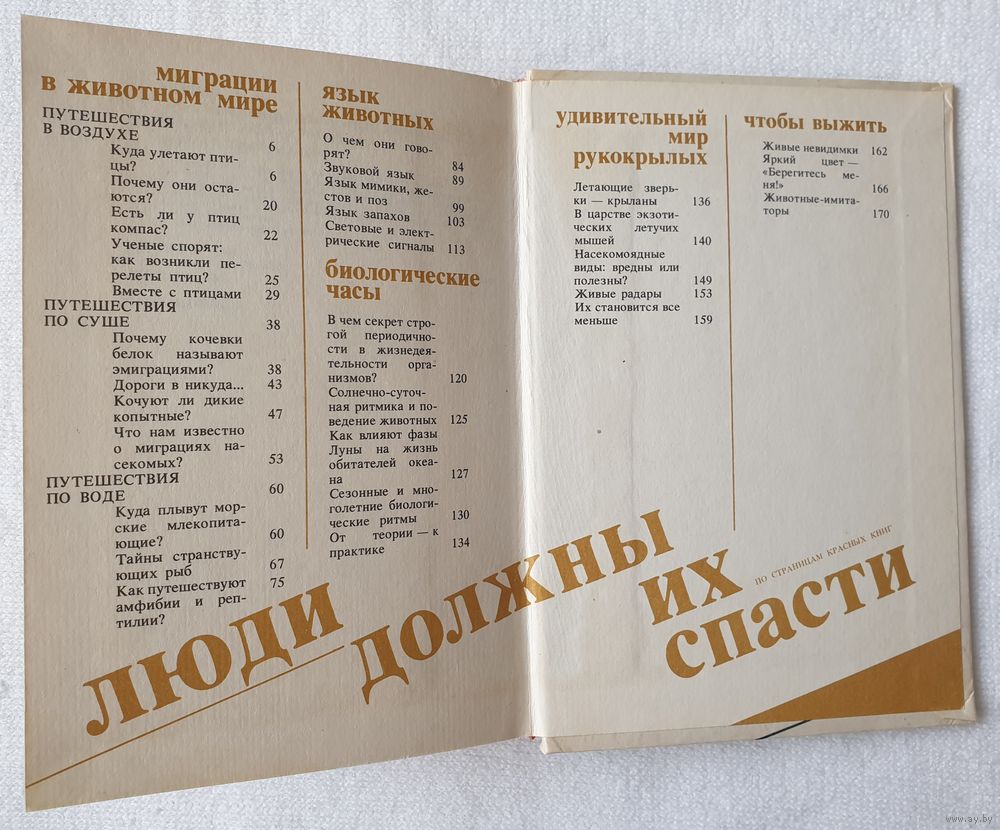 миграции
в животном мире
ПУТЕШЕСТВИЯ
В ВОЗДУХЕ 6
Куда улетают пти-
цы? 6
Почему они оста-
ются? 20
Есть ли у птиц
компас? 22
Ученые спорят:
как возникли пе-
релеты птиц? 25
Вместе с птицами 29
ПУТЕШЕСТВИЯ
ПО СУШЕ 38
Почему кочевки
белок называют
эмиграциями? 38
Дороги в никуда... 43
Кочуют ли дикие
копытные? 47
Что нам известно
о миграциях на-
секомых? 53
ПУТЕШЕСТВИЯ
ПО ВОДЕ 60
Куда плывут мор-
ские млекопита-
ющие? 60
Тайны странству-
ющих рыб 67
Как путешествуют 75
амфибии и реп-
тилии?
язык
животных
О чем они гово-
рят? 84
Звуковой язык 89
Язык мимики, же-
стов и поз 99
Язык запахов 103
Световые и элект-
рические сигналы 113
биологические
часы
В чем секрет стро-
гой периодично-
сти в жизнедея-
тельности орга-
низмов? 120
Солнечно-суточ-
ная ритмика и по-
ведение животных 125
Как влияют фазы
Луны на жизнь
обитателей океа-
на 127
Сезонные и мно-
голетние биологи-
ческие ритмы 130
От теории — к
практике 134
удивительный
мир
рукокрылых
Летающие зверь-
ки — крыланы 136
В царстве экзоти-
ческих летучих
мышей 140
Насекомоядные
виды: вредны или
полезны? 149
Живые радары 153
Их становится все
меньше 159
чтобы выжить
Живые невидимки 162
Яркий цвет —
«Берегитесь ме-
ня!» 166
Животные-имита-
торы 170
люди
должны
их
спасти
ПО СТРАНИЦАМ КРАСНЫХ КНИГ
www.ay.by